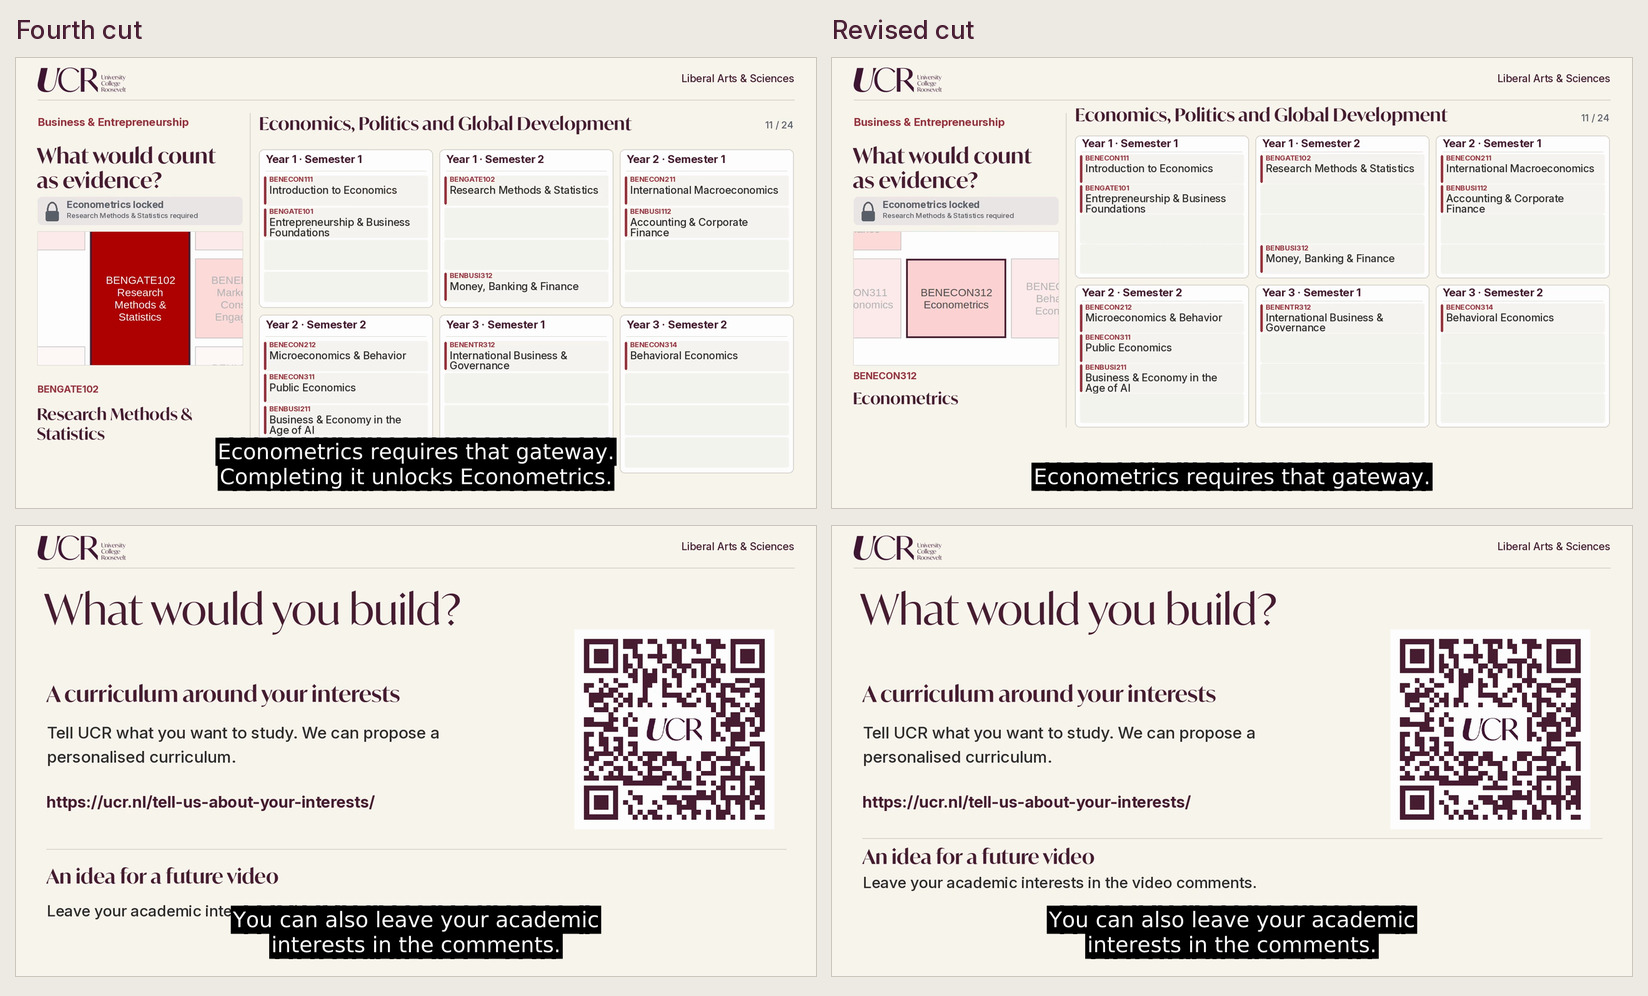 Fourth cut
UCR University College Roosevelt
Liberal Arts & Sciences
Business & Entrepreneurship
What would count
as evidence?
Econometrics locked
Research Methods & Statistics required
BENGATE102
Research
Methods &
Statistics
BENGATE102
Research Methods &
Statistics
Economics, Politics and Global Development
11 / 24
Year 1 · Semester 1
BENECON111
Introduction to Economics
BENGATE101
Entrepreneurship & Business
Foundations
Year 1 · Semester 2
BENGATE102
Research Methods & Statistics
BENBUSI312
Money, Banking & Finance
Year 2 · Semester 1
BENECON211
International Macroeconomics
BENBUSI112
Accounting & Corporate
Finance
Year 2 · Semester 2
BENECON212
Microeconomics & Behavior
BENECON311
Public Economics
BENBUSI211
Business & Economy in the
Age of AI
Year 3 · Semester 1
BENENTR312
International Business &
Governance
Year 3 · Semester 2
BENECON314
Behavioral Economics
Econometrics requires that gateway.
Completing it unlocks Econometrics.
Revised cut
UCR University College Roosevelt
Liberal Arts & Sciences
Business & Entrepreneurship
What would count
as evidence?
Econometrics locked
Research Methods & Statistics required
BENECON312
Econometrics
BENECON312
Econometrics
Economics, Politics and Global Development
11 / 24
Year 1 · Semester 1
BENECON111
Introduction to Economics
BENGATE101
Entrepreneurship & Business
Foundations
Year 1 · Semester 2
BENGATE102
Research Methods & Statistics
BENBUSI312
Money, Banking & Finance
Year 2 · Semester 1
BENECON211
International Macroeconomics
BENBUSI112
Accounting & Corporate
Finance
Year 2 · Semester 2
BENECON212
Microeconomics & Behavior
BENECON311
Public Economics
BENBUSI211
Business & Economy in the
Age of AI
Year 3 · Semester 1
BENENTR312
International Business &
Governance
Year 3 · Semester 2
BENECON314
Behavioral Economics
Econometrics requires that gateway.
UCR University College Roosevelt
Liberal Arts & Sciences
What would you build?
A curriculum around your interests
Tell UCR what you want to study. We can propose a
personalised curriculum.
https://ucr.nl/tell-us-about-your-interests/
UCR
An idea for a future video
Leave your academic inte
You can also leave your academic
interests in the comments.
UCR University College Roosevelt
Liberal Arts & Sciences
What would you build?
A curriculum around your interests
Tell UCR what you want to study. We can propose a
personalised curriculum.
https://ucr.nl/tell-us-about-your-interests/
UCR
An idea for a future video
Leave your academic interests in the video comments.
You can also leave your academic
interests in the comments.